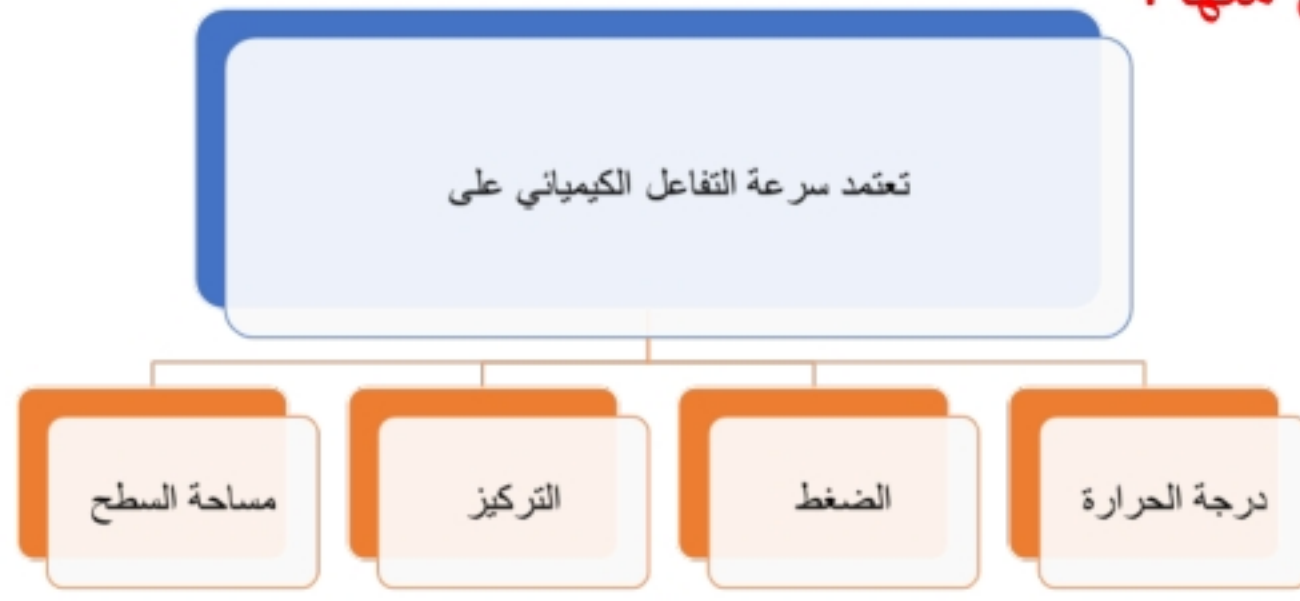 تعتمد سرعة التفاعل الكيميائي على
درجة الحرارة
الضغط
التركيز
مساحة السطح